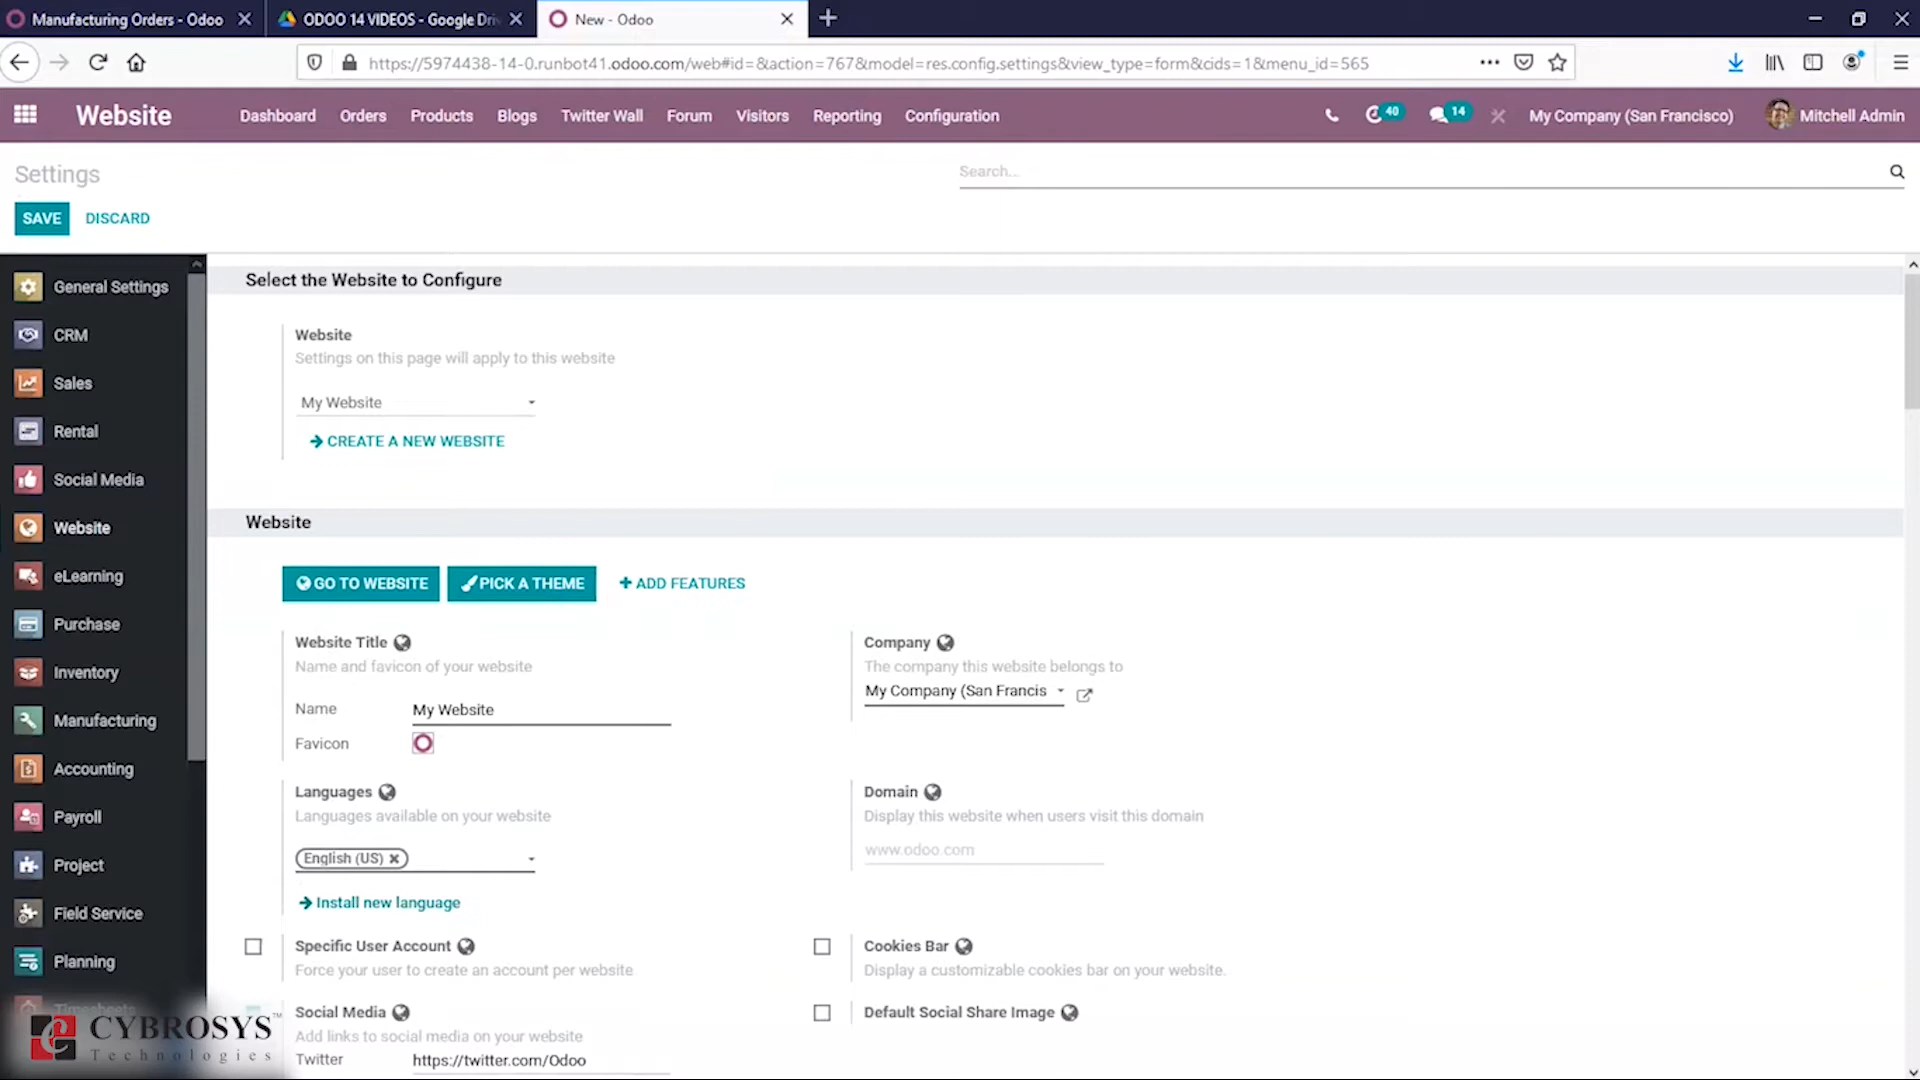 Manufacturing Orders - Odoo
ODOO 14 VIDEOS - Google Dri
New - Odoo
https://5974438-14-0.runbot41.odoo.com/web#id=&action=767&model=res.config.settings&view_type=form&cids=1&menu_id=565
Website
Dashboard
Orders
Products
Blogs
Twitter Wall
Forum
Visitors
Reporting
Configuration
40
14
My Company (San Francisco)
Mitchell Admin
Settings
Search...
SAVE
DISCARD
General Settings
CRM
Sales
Rental
Social Media
Website
eLearning
Purchase
Inventory
Manufacturing
Accounting
Payroll
Project
Field Service
Planning
Timesheets
Select the Website to Configure
Website
Settings on this page will apply to this website
My Website
CREATE A NEW WEBSITE
Website
GO TO WEBSITE
PICK A THEME
+ ADD FEATURES
Website Title
Name and favicon of your website
Name
My Website
Favicon
Company
The company this website belongs to
My Company (San Francis
Languages
Languages available on your website
English (US)
Install new language
Domain
Display this website when users visit this domain
www.odoo.com
Specific User Account
Force your user to create an account per website
Cookies Bar
Display a customizable cookies bar on your website.
Social Media
Add links to social media on your website
Twitter
https://twitter.com/Odoo
Default Social Share Image
CYBROSYS™
Technologies